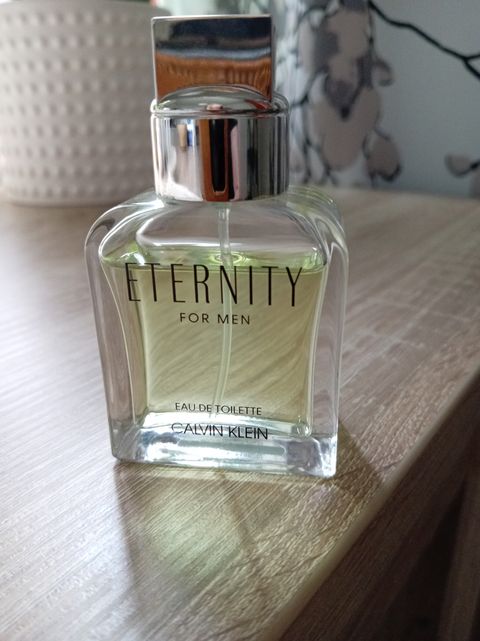 ETERNITY
FOR MEN
EAU DE TOILETTE
CALVIN KLEIN